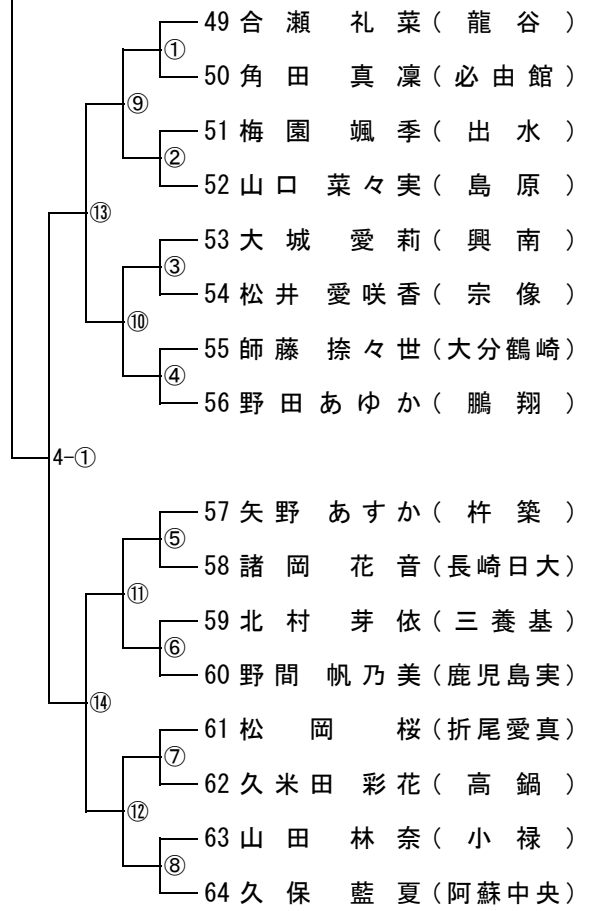 49 合瀬 礼菜 (龍谷)
①
50 角田 真凜 (必由館)
⑨
51 梅園 颯季 (出水)
②
52 山口 菜々実 (島原)
⑬
53 大城 愛莉 (興南)
③
54 松井 愛咲香 (宗像)
⑩
55 師藤 捺々世 (大分鶴崎)
④
56 野田 あゆか (鵬翔)
4-①
57 矢野 あすか (杵築)
⑤
58 諸岡 花音 (長崎日大)
⑪
59 北村 芽依 (三養基)
⑥
60 野間 帆乃美 (鹿児島実)
⑭
61 松岡 桜 (折尾愛真)
⑦
62 久米田 彩花 (高鍋)
⑫
63 山田 林奈 (小禄)
⑧
64 久保 藍夏 (阿蘇中央)